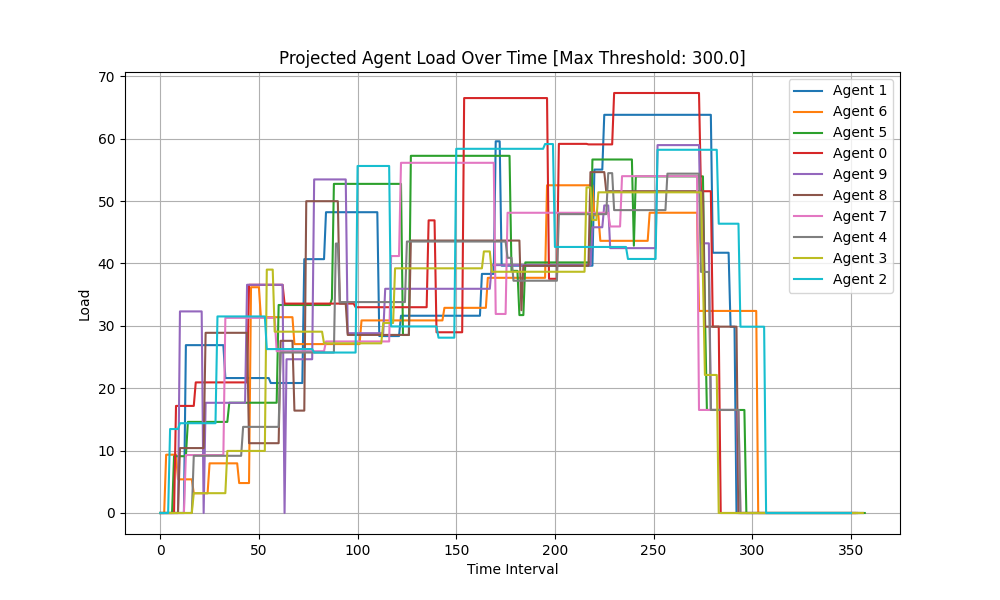 Projected Agent Load Over Time [Max Threshold: 300.0]
70
60
50
40
30
20
10
0
Load
0
50
100
150
200
250
300
350
Time Interval
Agent 1
Agent 6
Agent 5
Agent 0
Agent 9
Agent 8
Agent 7
Agent 4
Agent 3
Agent 2